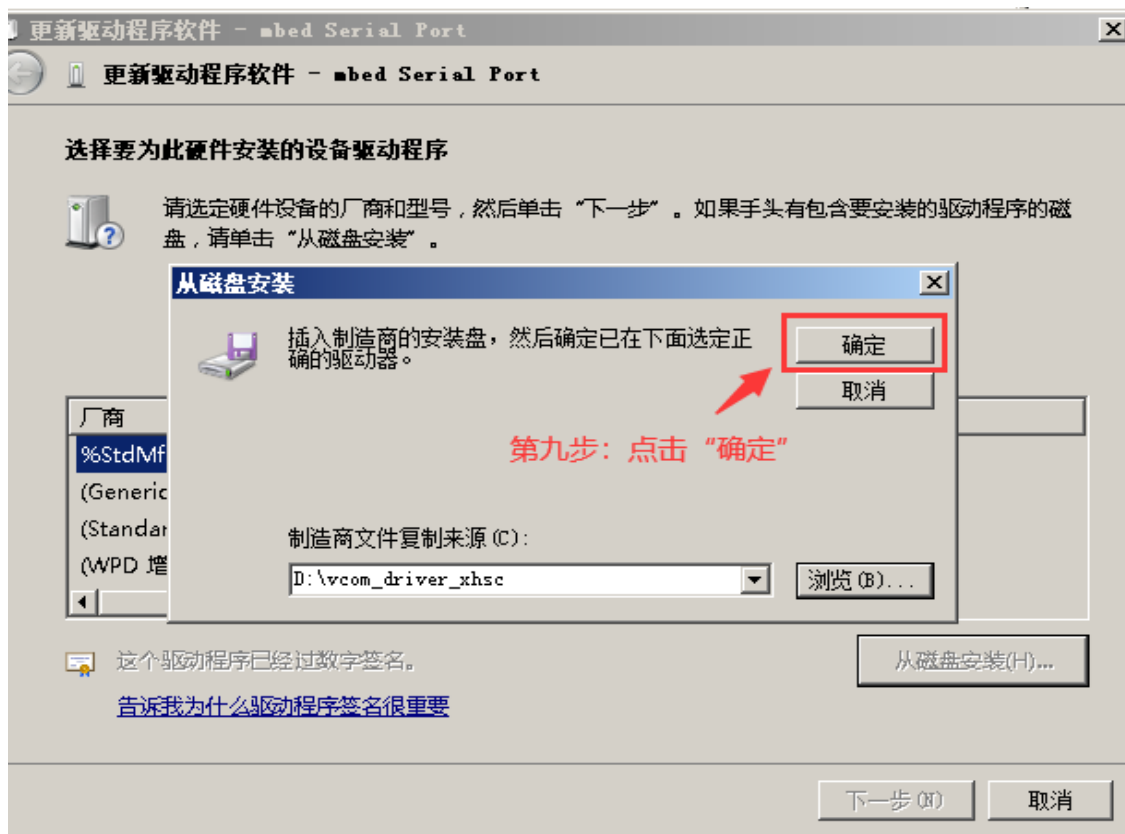 更新驱动程序软件 - mbed Serial Port
更新驱动程序软件 - mbed Serial Port
选择要为此硬件安装的设备驱动程序
请选定硬件设备的厂商和型号，然后单击“下一步”。如果手头有包含要安装的驱动程序的磁
盘，请单击“从磁盘安装”。
从磁盘安装
插入制造商的安装盘，然后确定已在下面选定正
确的驱动器。
确定
取消
第九步：点击“确定”
厂商
%StdMf
(Generic
(Standar
(WPD 增
制造商文件复制来源(C):
D:\vcom_driver_xhsc
浏览(B)...
这个驱动程序已经过数字签名。
从磁盘安装(H)...
告诉我为什么驱动程序签名很重要
下一步(N)
取消